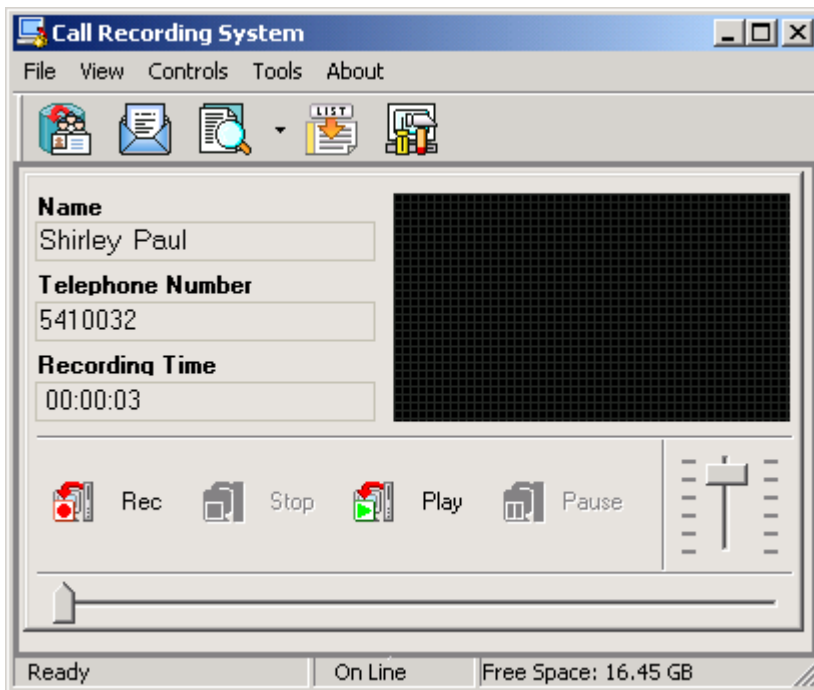 Call Recording System
File View Controls Tools About
LIST
Name
Shirley Paul
Telephone Number
5410032
Recording Time
00:00:03
Rec Stop Play Pause
Ready On Line Free Space: 16.45 GB